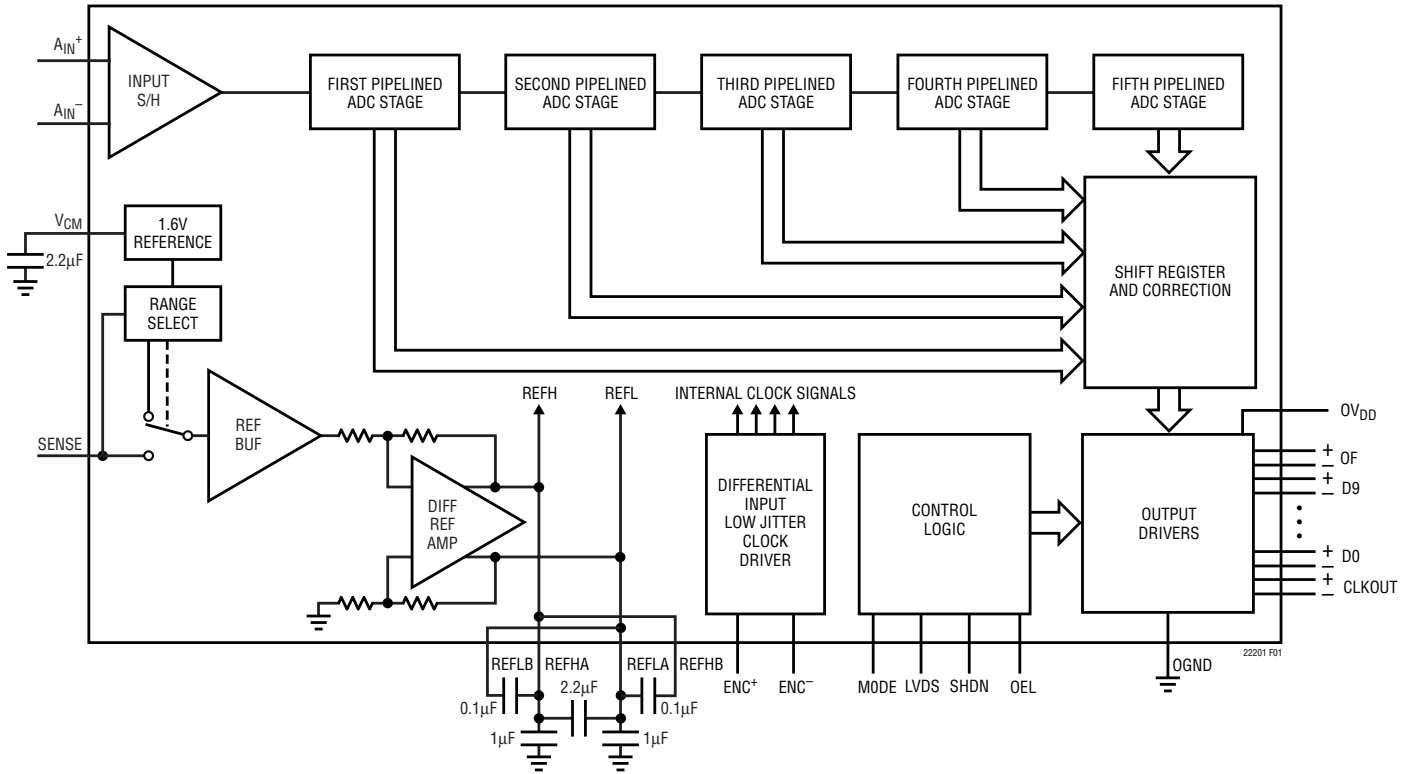 AIN+
AIN–
INPUT
S/H
FIRST PIPELINED
ADC STAGE
SECOND PIPELINED
ADC STAGE
THIRD PIPELINED
ADC STAGE
FOURTH PIPELINED
ADC STAGE
FIFTH PIPELINED
ADC STAGE
VCM
2.2µF
1.6V
REFERENCE
RANGE
SELECT
SHIFT REGISTER
AND CORRECTION
SENSE
REF
BUF
REFH
REFL
INTERNAL CLOCK SIGNALS
DIFF
REF
AMP
DIFFERENTIAL
INPUT
LOW JITTER
CLOCK
DRIVER
CONTROL
LOGIC
OUTPUT
DRIVERS
OVDD
+
–
OF
+
–
D9
+
–
D0
+
–
CLKOUT
REFLB
REFHA
REFLA
REFHB
0.1µF
2.2µF
0.1µF
1µF
1µF
ENC+
ENC–
MODE
LVDS
SHDN
OEL
OGND
22201 F01